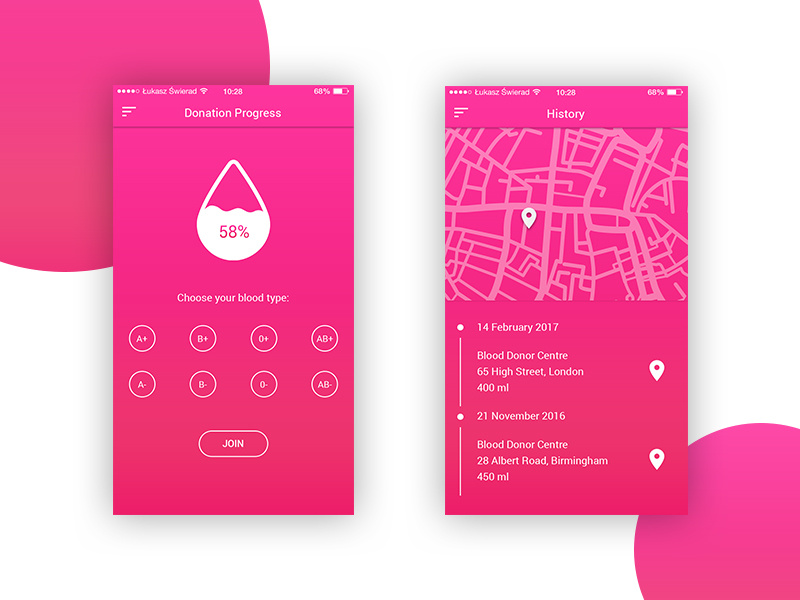 Łukasz Świerad 10:28 68%
Donation Progress
58%
Choose your blood type:
A+ B+ 0+ AB+
A- B- 0- AB-
JOIN
Łukasz Świerad 10:28 68%
History
14 February 2017
Blood Donor Centre
65 High Street, London
400 ml
21 November 2016
Blood Donor Centre
28 Albert Road, Birmingham
450 ml